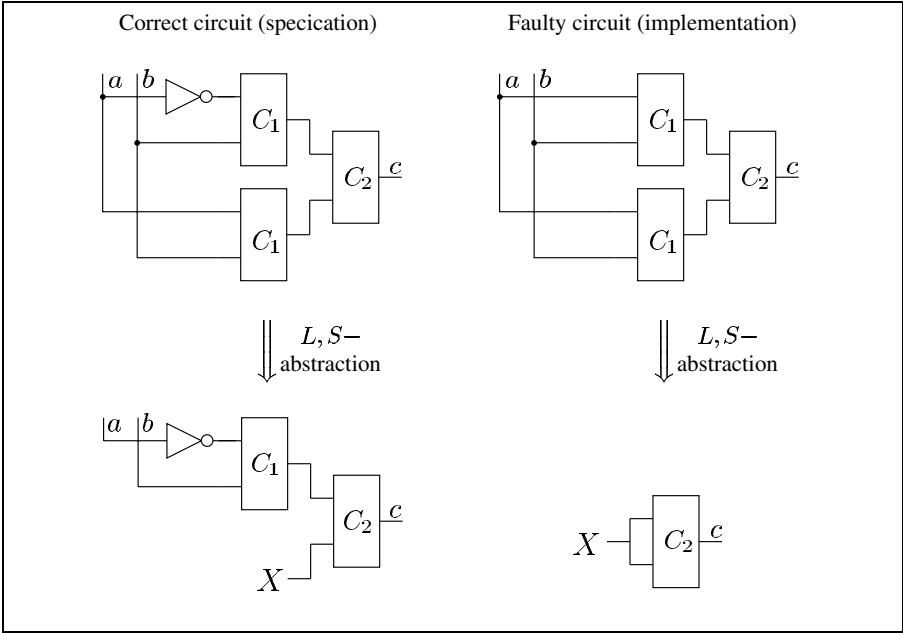 Correct circuit (specication)
Faulty circuit (implementation)
a b
C1
C2
c
C1
a b
C1
C2
c
C1
L, S−
abstraction
L, S−
abstraction
a b
C1
C2
c
X
X
C2
c